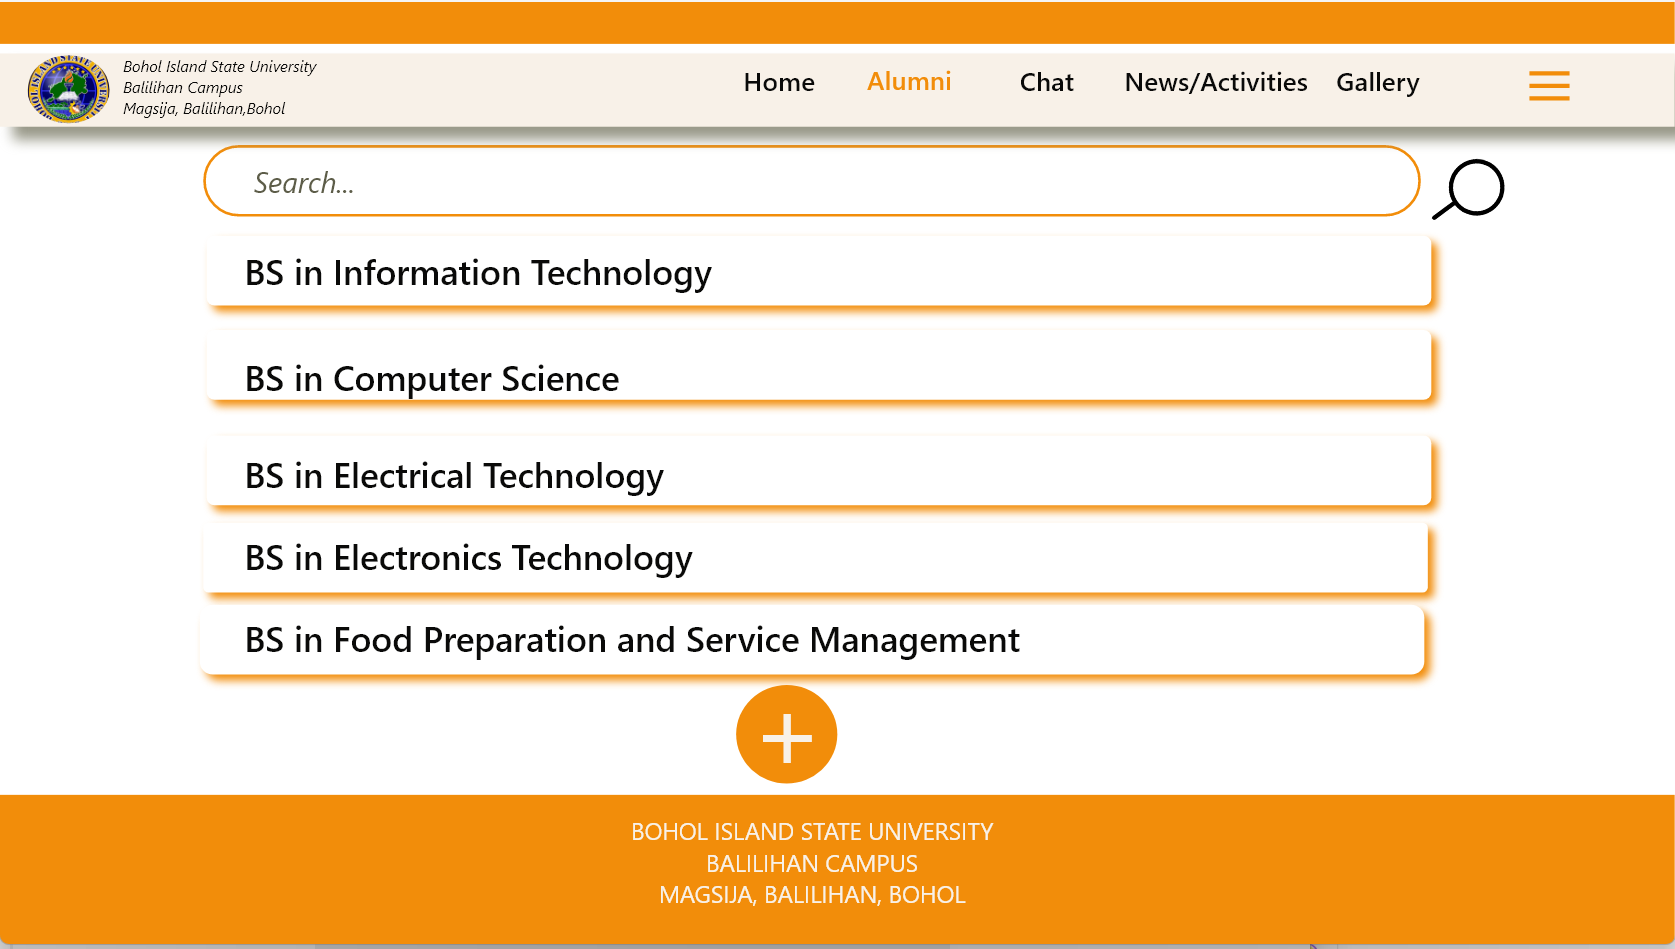 Bohol Island State University
Balilihan Campus
Magsija, Balilihan,Bohol
Home Alumni Chat News/Activities Gallery
Search...
BS in Information Technology
BS in Computer Science
BS in Electrical Technology
BS in Electronics Technology
BS in Food Preparation and Service Management
BOHOL ISLAND STATE UNIVERSITY
BALILIHAN CAMPUS
MAGSIJA, BALILIHAN, BOHOL